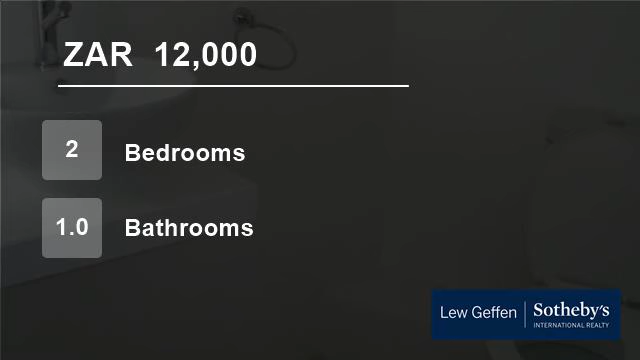 ZAR 12,000
2 Bedrooms
1.0 Bathrooms
Lew Geffen Sotheby's
INTERNATIONAL REALTY